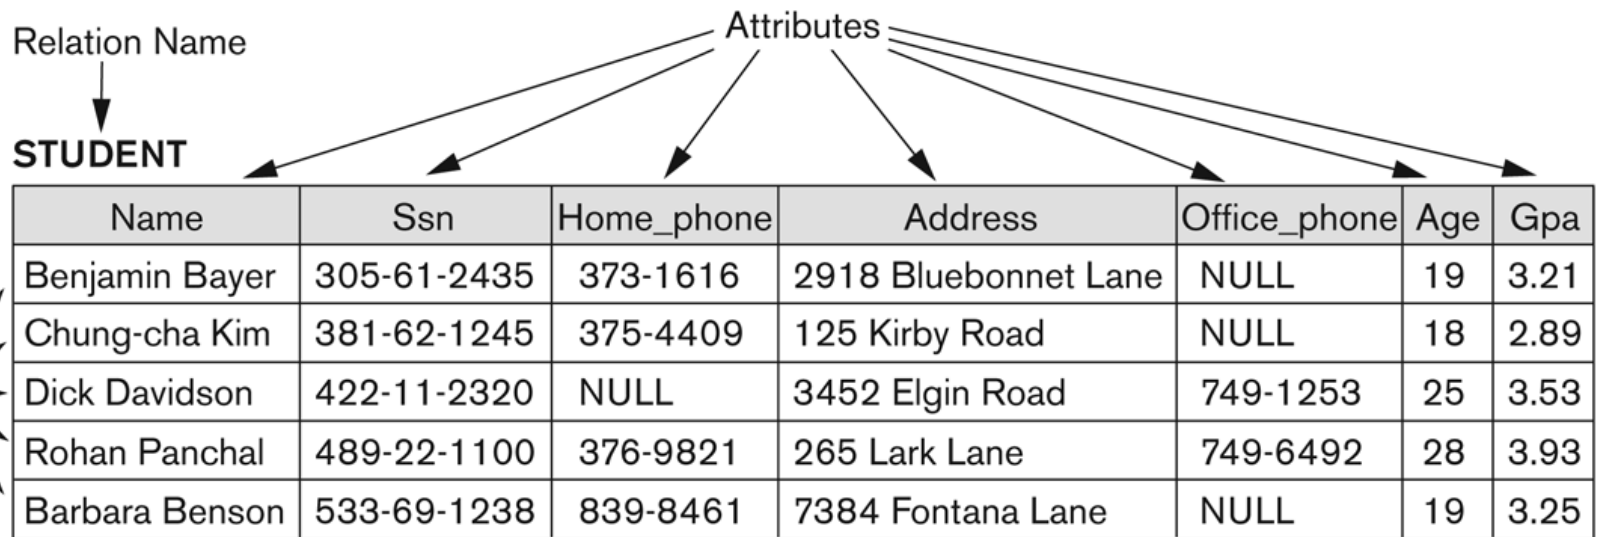 Attributes
Relation Name
STUDENT
Name Ssn Home_phone Address Office_phone Age Gpa
Benjamin Bayer 305-61-2435 373-1616 2918 Bluebonnet Lane NULL 19 3.21
Chung-cha Kim 381-62-1245 375-4409 125 Kirby Road NULL 18 2.89
Dick Davidson 422-11-2320 NULL 3452 Elgin Road 749-1253 25 3.53
Rohan Panchal 489-22-1100 376-9821 265 Lark Lane 749-6492 28 3.93
Barbara Benson 533-69-1238 839-8461 7384 Fontana Lane NULL 19 3.25